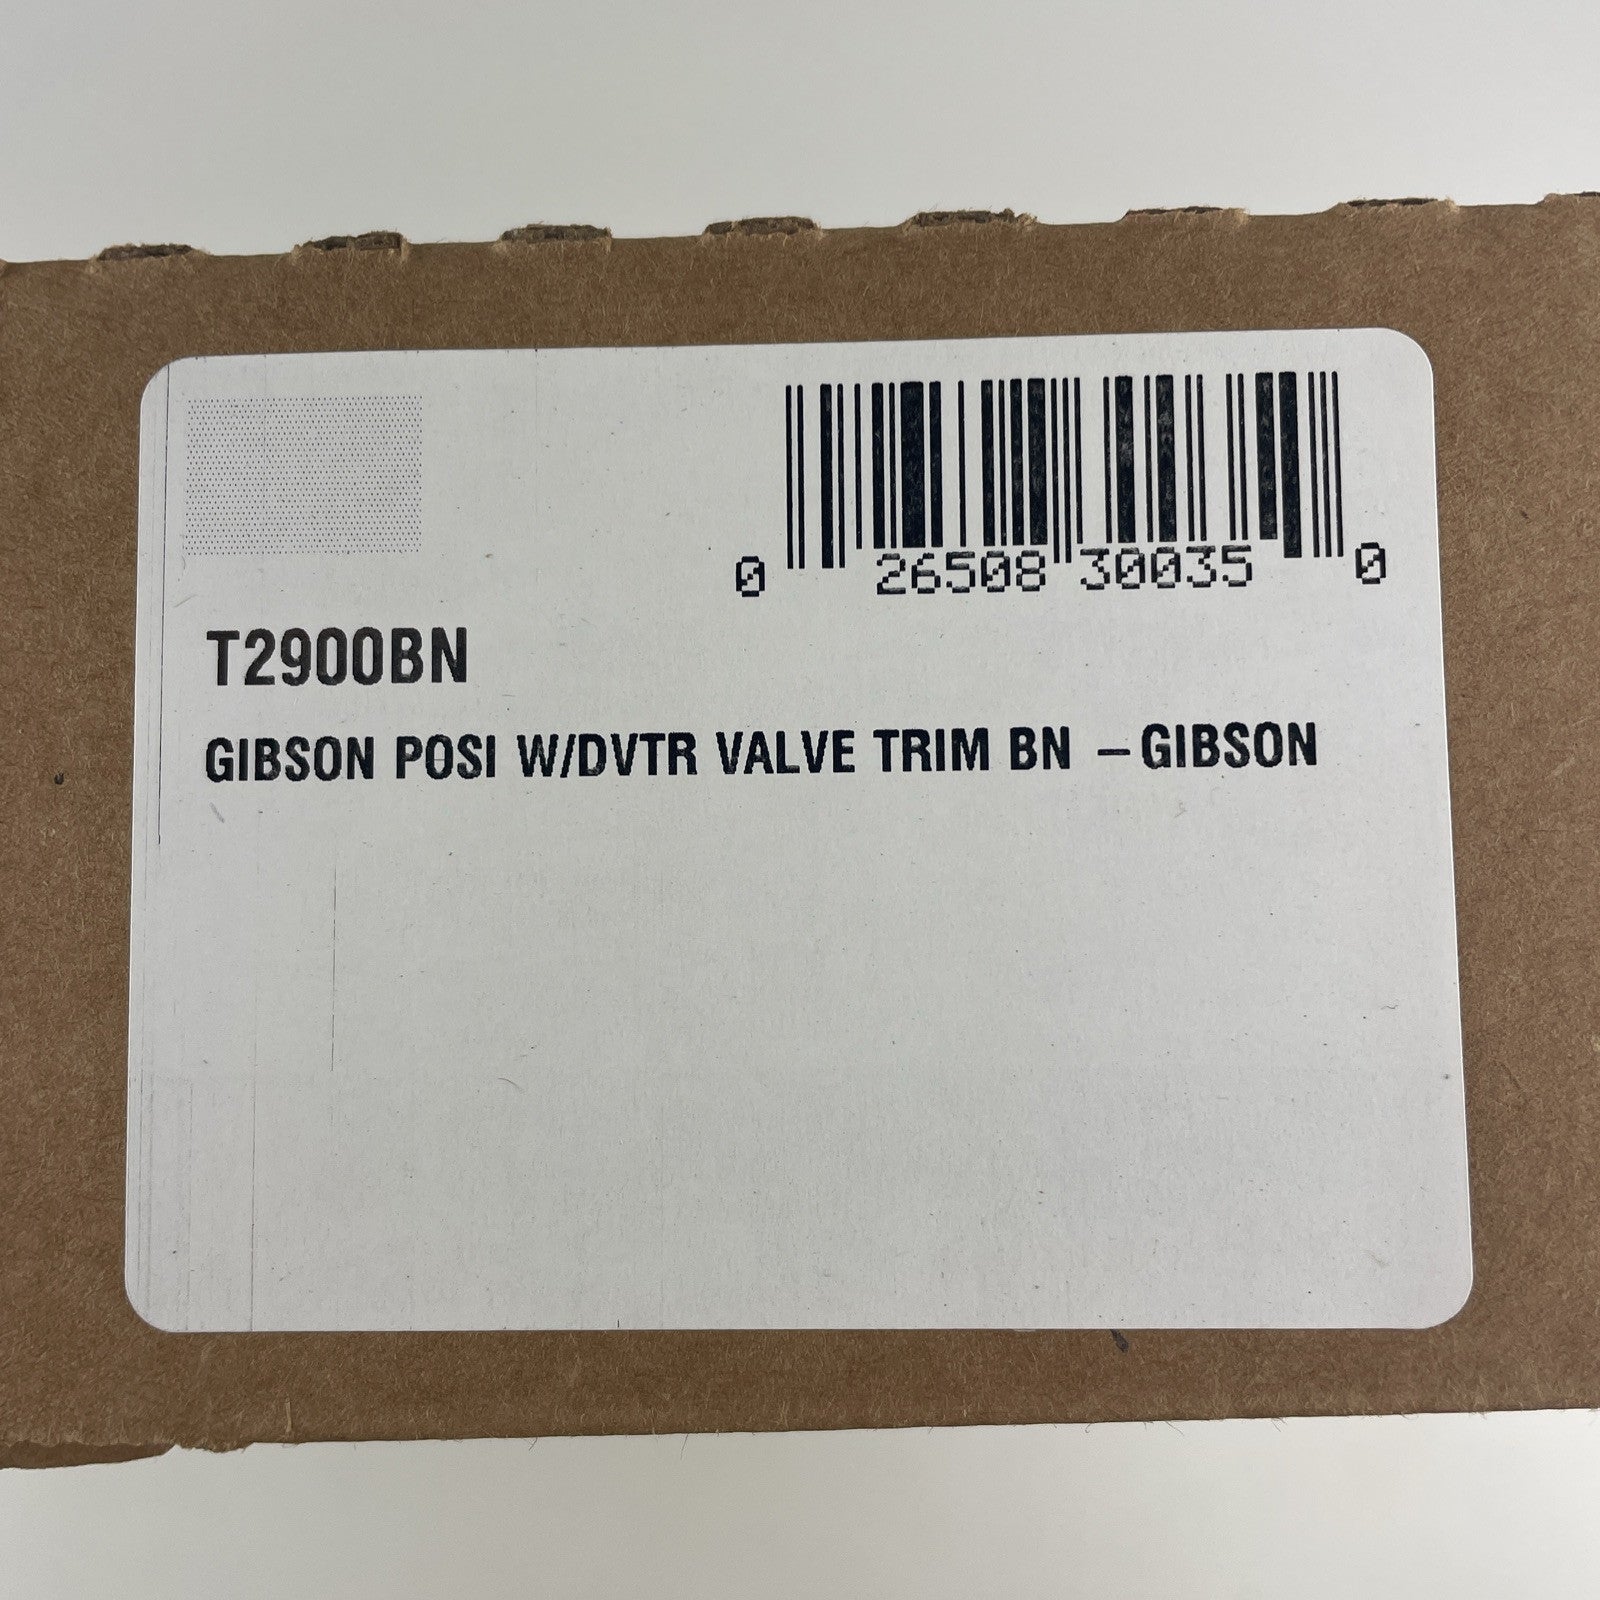 0 26508 30035 0
T2900BN
GIBSON POSI W/DVTR VALVE TRIM BN –GIBSON